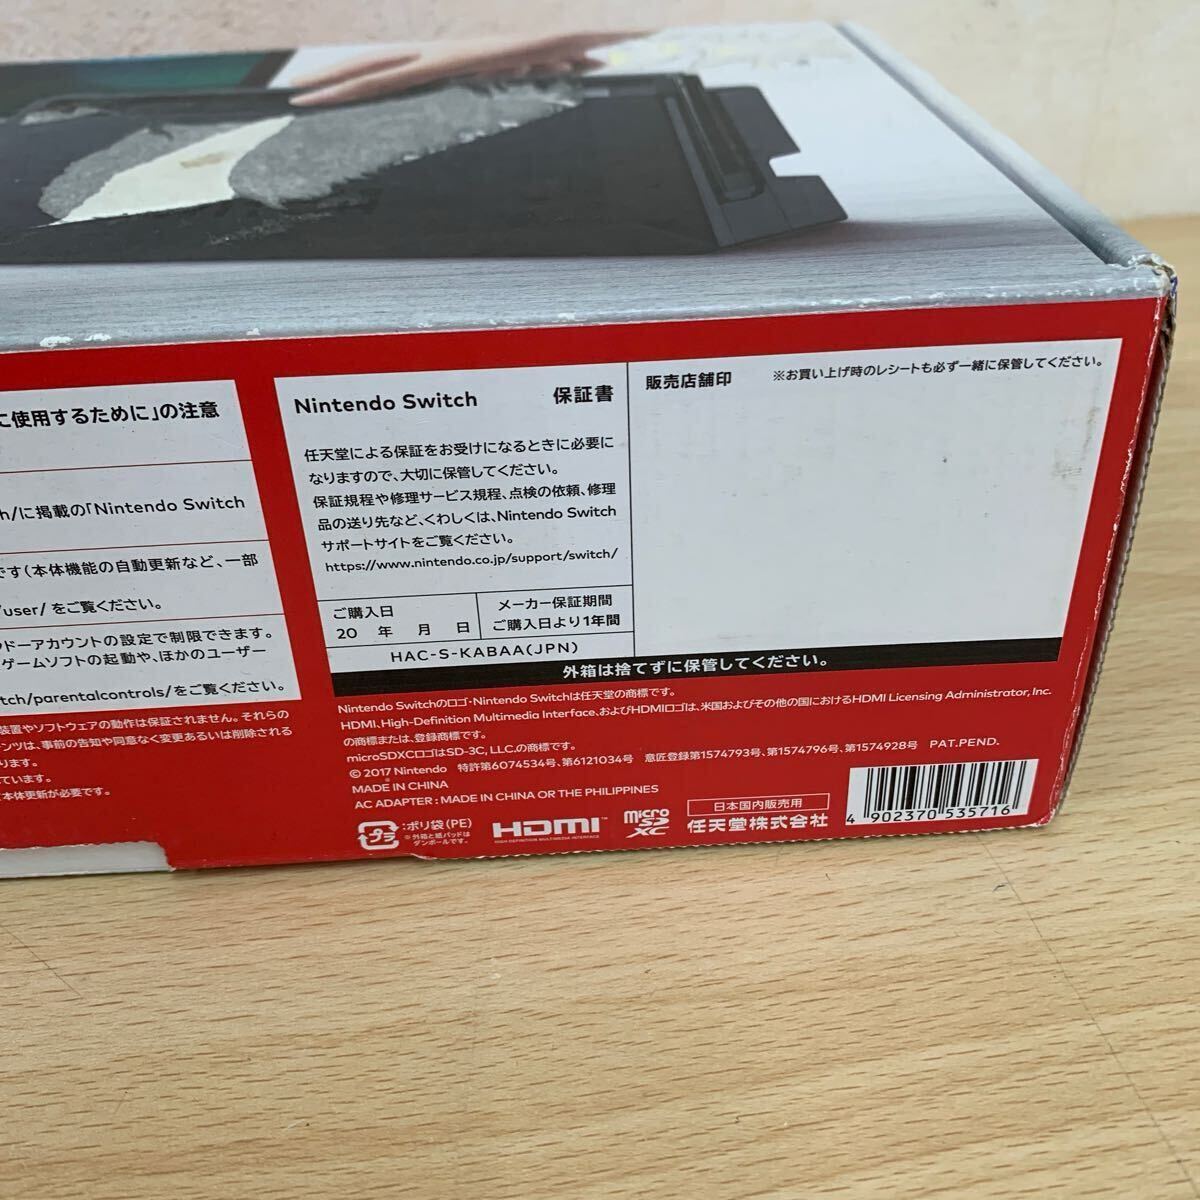 に使用するために」の注意
h/に掲載の「Nintendo Switch
です（本体機能の自動更新など、一部
/user/ をご覧ください。
ドーアカウントの設定で制限できます。
ゲームソフトの起動や、ほかのユーザー
tch/parentalcontrols/ をご覧ください。
装置やソフトウェアの動作は保証されません。それらの
ンツは、事前の告知や同意なく変更あるいは削除される
ります。
ています。
本体更新が必要です。
Nintendo Switch 保証書
任天堂による保証をお受けになるときに必要に
なりますので、大切に保管してください。
保証規程や修理サービス規程、点検の依頼、修理
品の送り先など、くわしくは、Nintendo Switch
サポートサイトをご覧ください。
https://www.nintendo.co.jp/support/switch/
ご購入日
20 年 月 日
メーカー保証期間
ご購入日より1年間
HAC-S-KABAA(JPN)
販売店舗印 ※お買い上げ時のレシートも必ず一緒に保管してください。
外箱は捨てずに保管してください。
Nintendo Switchのロゴ・Nintendo Switchは任天堂の商標です。
HDMI、High-Definition Multimedia Interface、およびHDMIロゴは、米国およびその他の国におけるHDMI Licensing Administrator, Inc.
の商標または、登録商標です。
microSDXCロゴはSD-3C, LLC.の商標です。
© 2017 Nintendo 特許第6074534号、第6121034号 意匠登録第1574793号、第1574796号、第1574928号 PAT.PEND.
MADE IN CHINA
AC ADAPTER : MADE IN CHINA OR THE PHILIPPINES
プラ
:ポリ袋(PE)
※外箱と紙パッドは
ダンボールです。
HDMI
HIGH-DEFINITION MULTIMEDIA INTERFACE
micro
SD
XC
日本国内販売用
任天堂株式会社
4 902370 535716